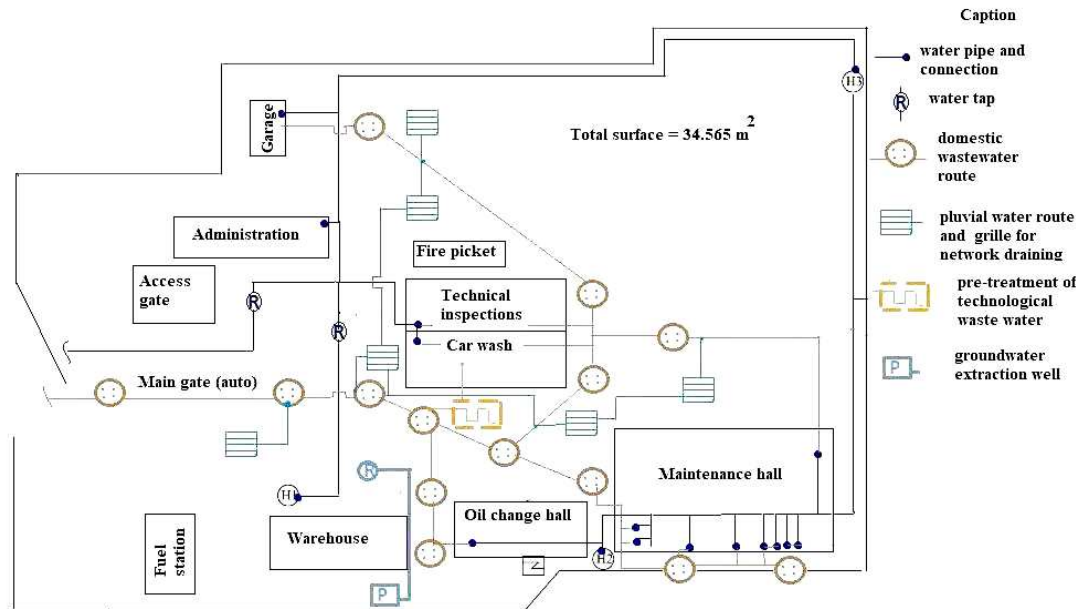 Caption
water pipe and
connection
R
water tap
domestic
wastewater
route
pluvial water route
and grille for
network draining
pre-treatment of
technological
waste water
P
groundwater
extraction well
H3
Total surface = 34.565 m2
Garage
Administration
Fire picket
Access
gate
Technical
inspections
R
R
Car wash
Main gate (auto)
Maintenance hall
R
H1
Oil change hall
Warehouse
Fuel
station
H2
Z
P